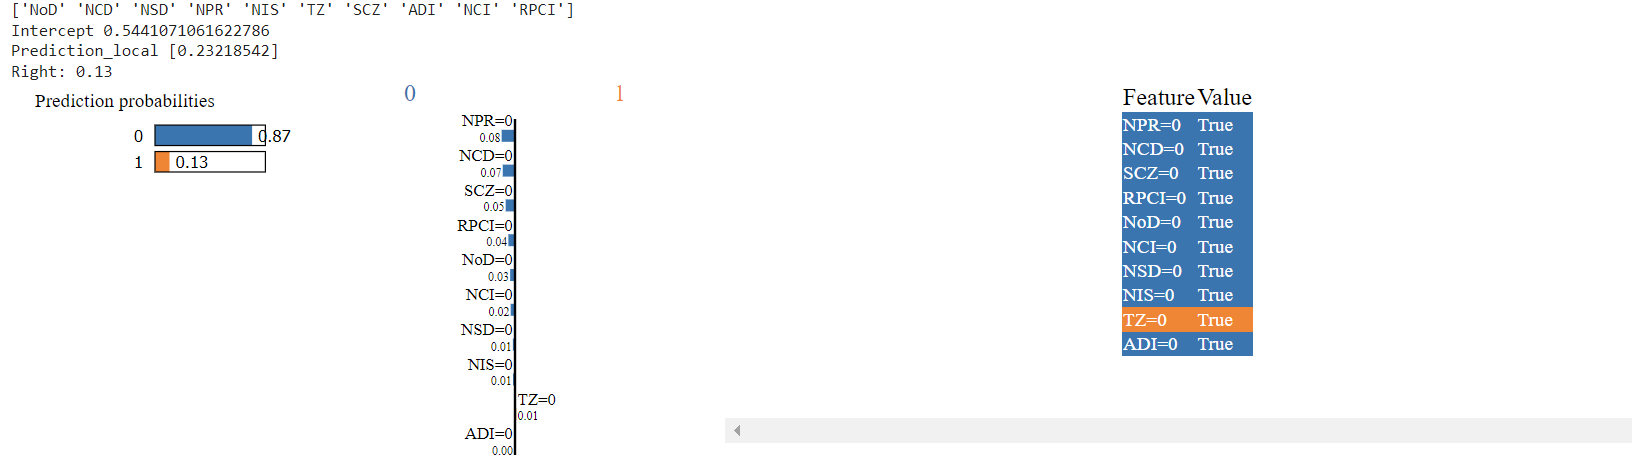 ['NoD' 'NCD' 'NSD' 'NPR' 'NIS' 'TZ' 'SCZ' 'ADI' 'NCI' 'RPCI']
Intercept 0.5441071061622786
Prediction_local [0.23218542]
Right: 0.13
Prediction probabilities
0 0.87
1 0.13
0 1
NPR=0
0.08
NCD=0
0.07
SCZ=0
0.05
RPCI=0
0.04
NoD=0
0.03
NCI=0
0.02
NSD=0
0.01
NIS=0
0.01
TZ=0
0.01
ADI=0
0.00
Feature Value
NPR=0 True
NCD=0 True
SCZ=0 True
RPCI=0 True
NoD=0 True
NCI=0 True
NSD=0 True
NIS=0 True
TZ=0 True
ADI=0 True